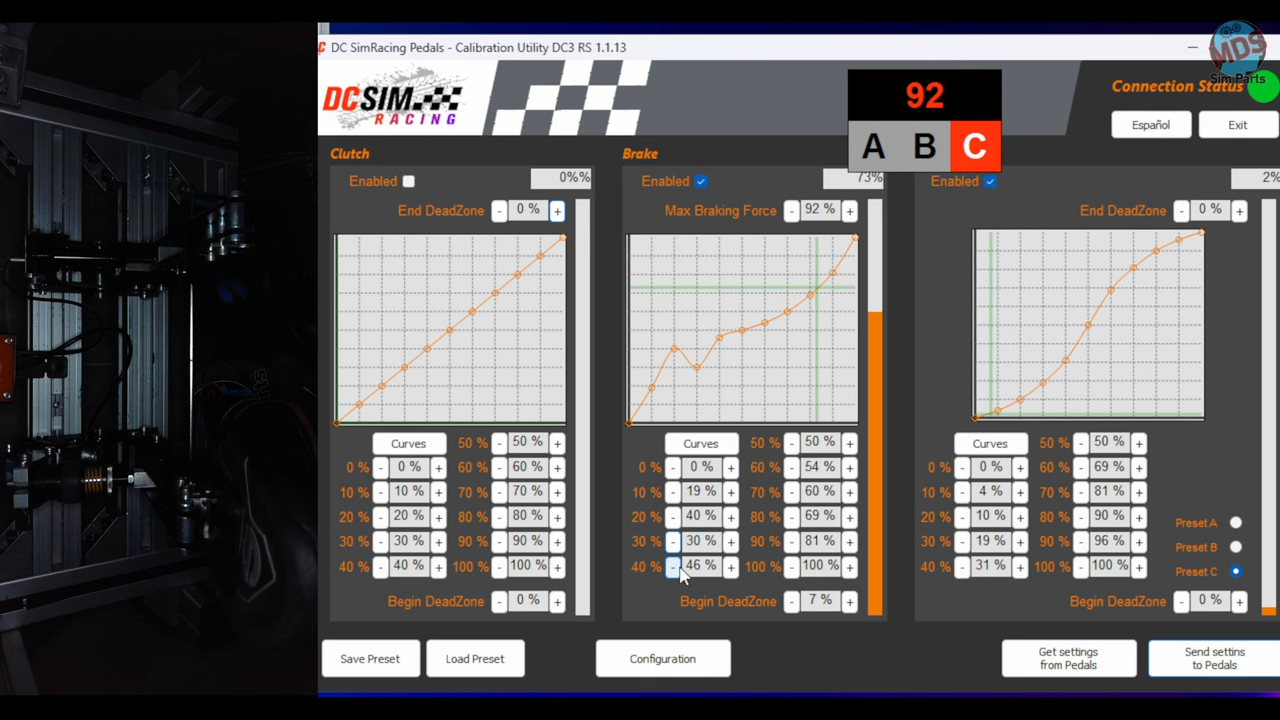 DC SimRacing Pedals - Calibration Utility DC3 RS 1.1.13
MDS
Sim Parts
DCSIM
RACING
92
A B C
Connection Status
Español
Exit
Clutch
Enabled
0%%
End DeadZone - 0 % +
Curves
0 % - 0 % +
10 % - 10 % +
20 % - 20 % +
30 % - 30 % +
40 % - 40 % +
50 % - 50 % +
60 % - 60 % +
70 % - 70 % +
80 % - 80 % +
90 % - 90 % +
100 % - 100 % +
Begin DeadZone - 0 % +
Brake
Enabled
73%
Max Braking Force - 92 % +
Curves
0 % - 0 % +
10 % - 19 % +
20 % - 40 % +
30 % - 30 % +
40 % - 46 % +
50 % - 50 % +
60 % - 54 % +
70 % - 60 % +
80 % - 69 % +
90 % - 81 % +
100 % - 100 % +
Begin DeadZone - 7 % +
Enabled
2%
End DeadZone - 0 % +
Curves
0 % - 0 % +
10 % - 4 % +
20 % - 10 % +
30 % - 19 % +
40 % - 31 % +
50 % - 50 % +
60 % - 69 % +
70 % - 81 % +
80 % - 90 % +
90 % - 96 % +
100 % - 100 % +
Preset A
Preset B
Preset C
Begin DeadZone - 0 % +
Save Preset
Load Preset
Configuration
Get settings
from Pedals
Send settins
to Pedals